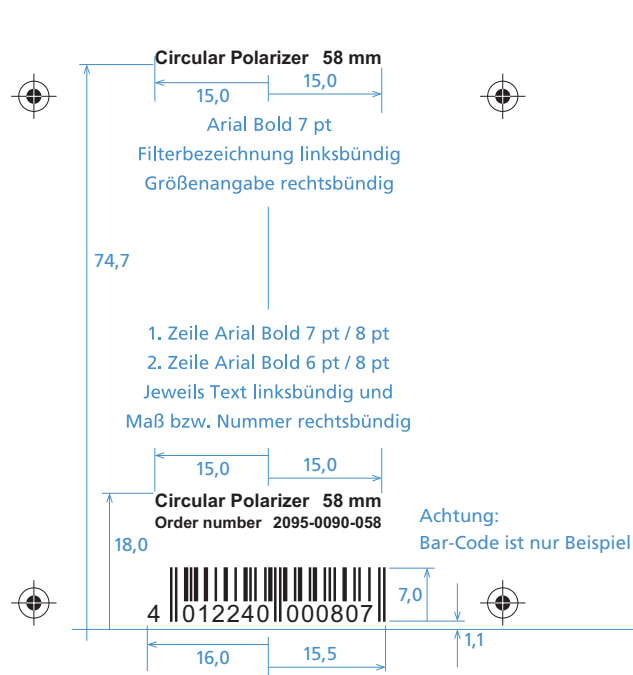 Circular Polarizer 58 mm
15,0 15,0
Arial Bold 7 pt
Filterbezeichnung linksbündig
Größenangabe rechtsbündig
74,7
1. Zeile Arial Bold 7 pt / 8 pt
2. Zeile Arial Bold 6 pt / 8 pt
Jeweils Text linksbündig und
Maß bzw. Nummer rechtsbündig
15,0 15,0
Circular Polarizer 58 mm
Order number 2095-0090-058
Achtung:
Bar-Code ist nur Beispiel
18,0
7,0
4 012240 000807
1,1
16,0 15,5